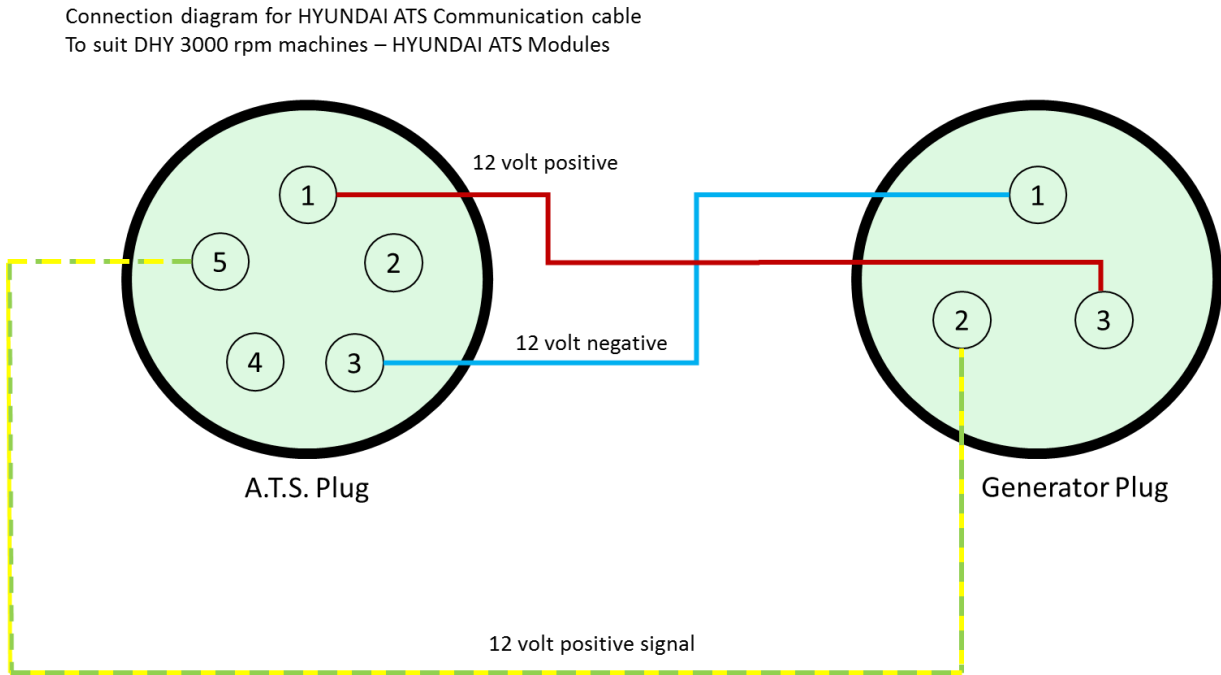 Connection diagram for HYUNDAI ATS Communication cable
To suit DHY 3000 rpm machines – HYUNDAI ATS Modules
12 volt positive
1
1
5
2
2
3
12 volt negative
4
3
A.T.S. Plug
Generator Plug
12 volt positive signal